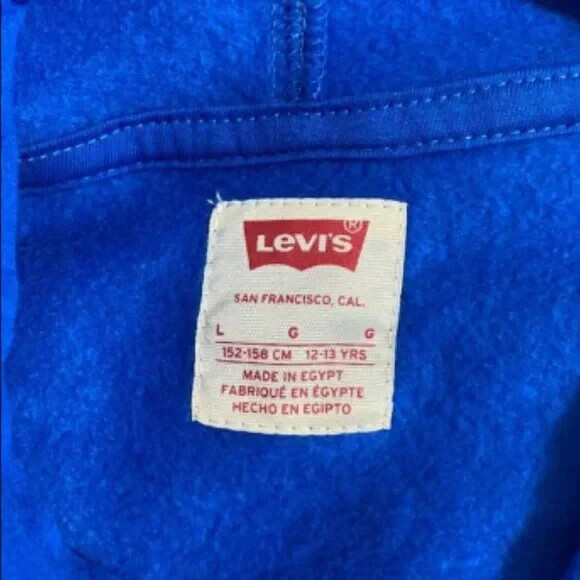 LEVI'S ®
SAN FRANCISCO, CAL.
L G G
152-158 CM 12-13 YRS
MADE IN EGYPT
FABRIQUÉ EN ÉGYPTE
HECHO EN EGIPTO